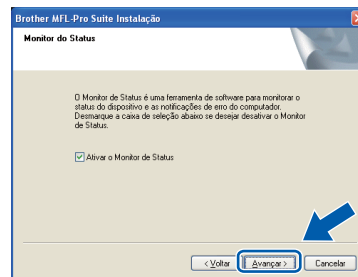 Brother MFL-Pro Suite Instalação
Monitor do Status
O Monitor de Status é uma ferramenta de software para monitorar o
status do dispositivo e as notificações de erro do computador.
Desmarque a caixa de seleção abaixo se desejar desativar o Monitor
de Status.
Ativar o Monitor de Status
< Voltar Avançar > Cancelar